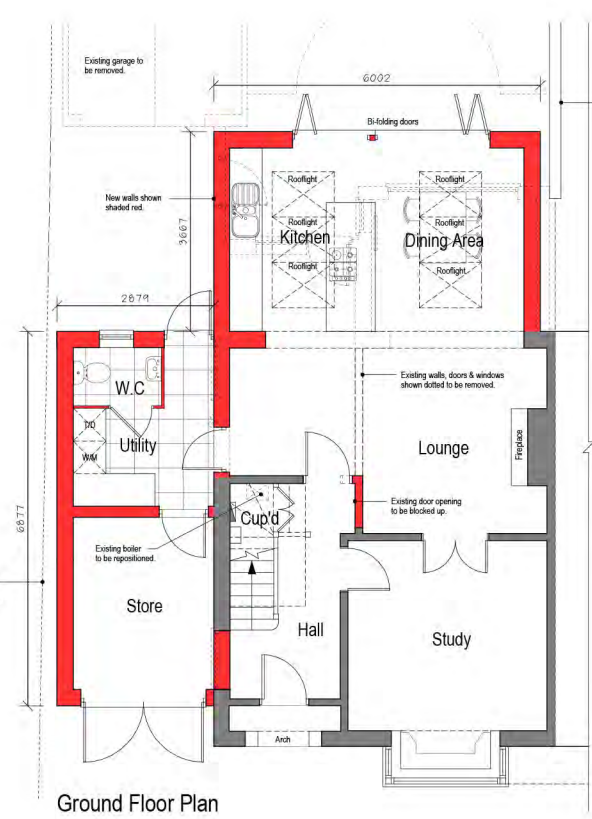 Existing garage to
be removed.
6002
Bi-folding doors
New walls shown
shaded red.
3667
Rooflight
Rooflight
Rooflight
Rooflight
Rooflight
Rooflight
Kitchen
Dining Area
2879
Existing walls, doors & windows
shown dotted to be removed.
W.C
T/D
W/M
Utility
Lounge
Fireplace
6877
Cup'd
Existing door opening
to be blocked up.
Existing boiler
to be repositioned.
Store
Hall
Study
Arch
Ground Floor Plan